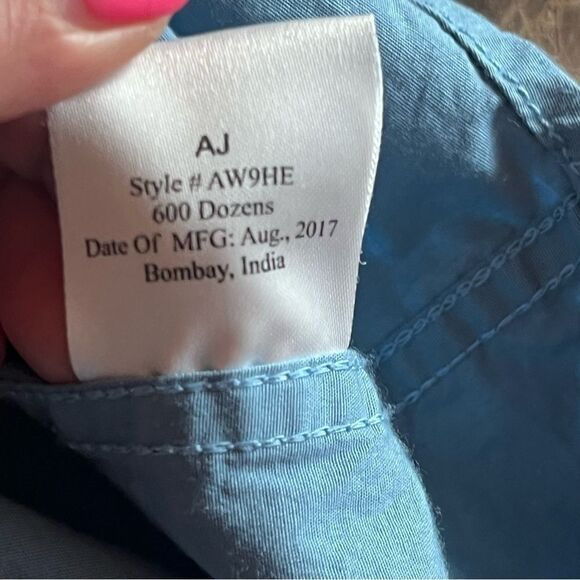 AJ
Style # AW9HE
600 Dozens
Date Of MFG: Aug., 2017
Bombay, India